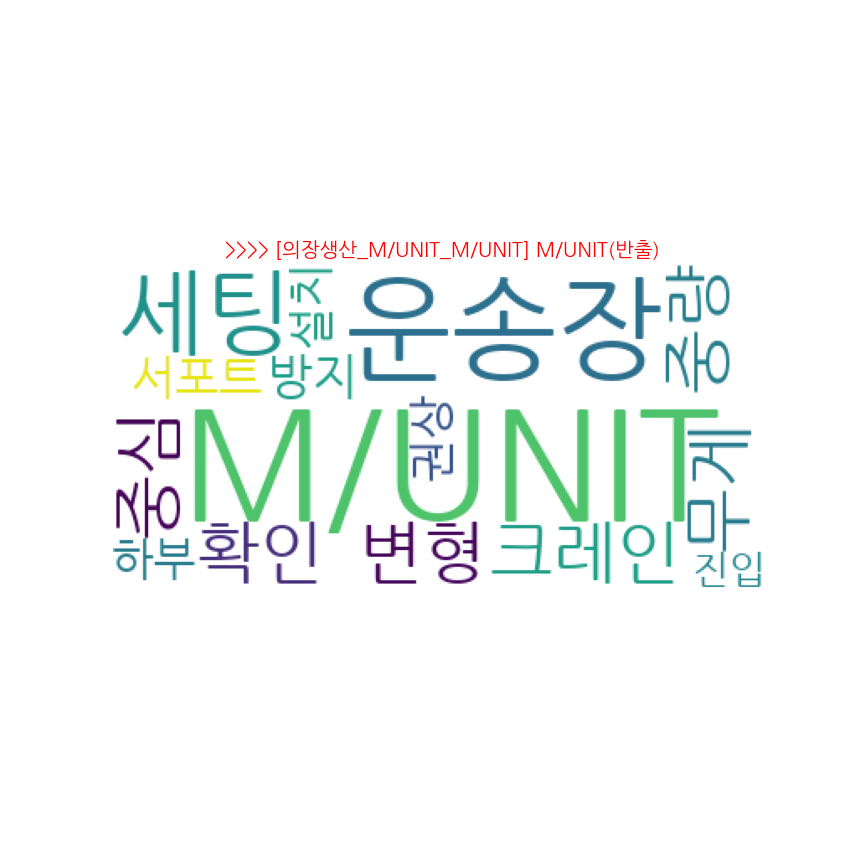 >>>> [의장생산_M/UNIT_M/UNIT] M/UNIT(반출)
세팅
설치
운송장
중량
서포트
방지
중심
M/UNIT
권상
무게
하부
확인
변형
크레인
진입